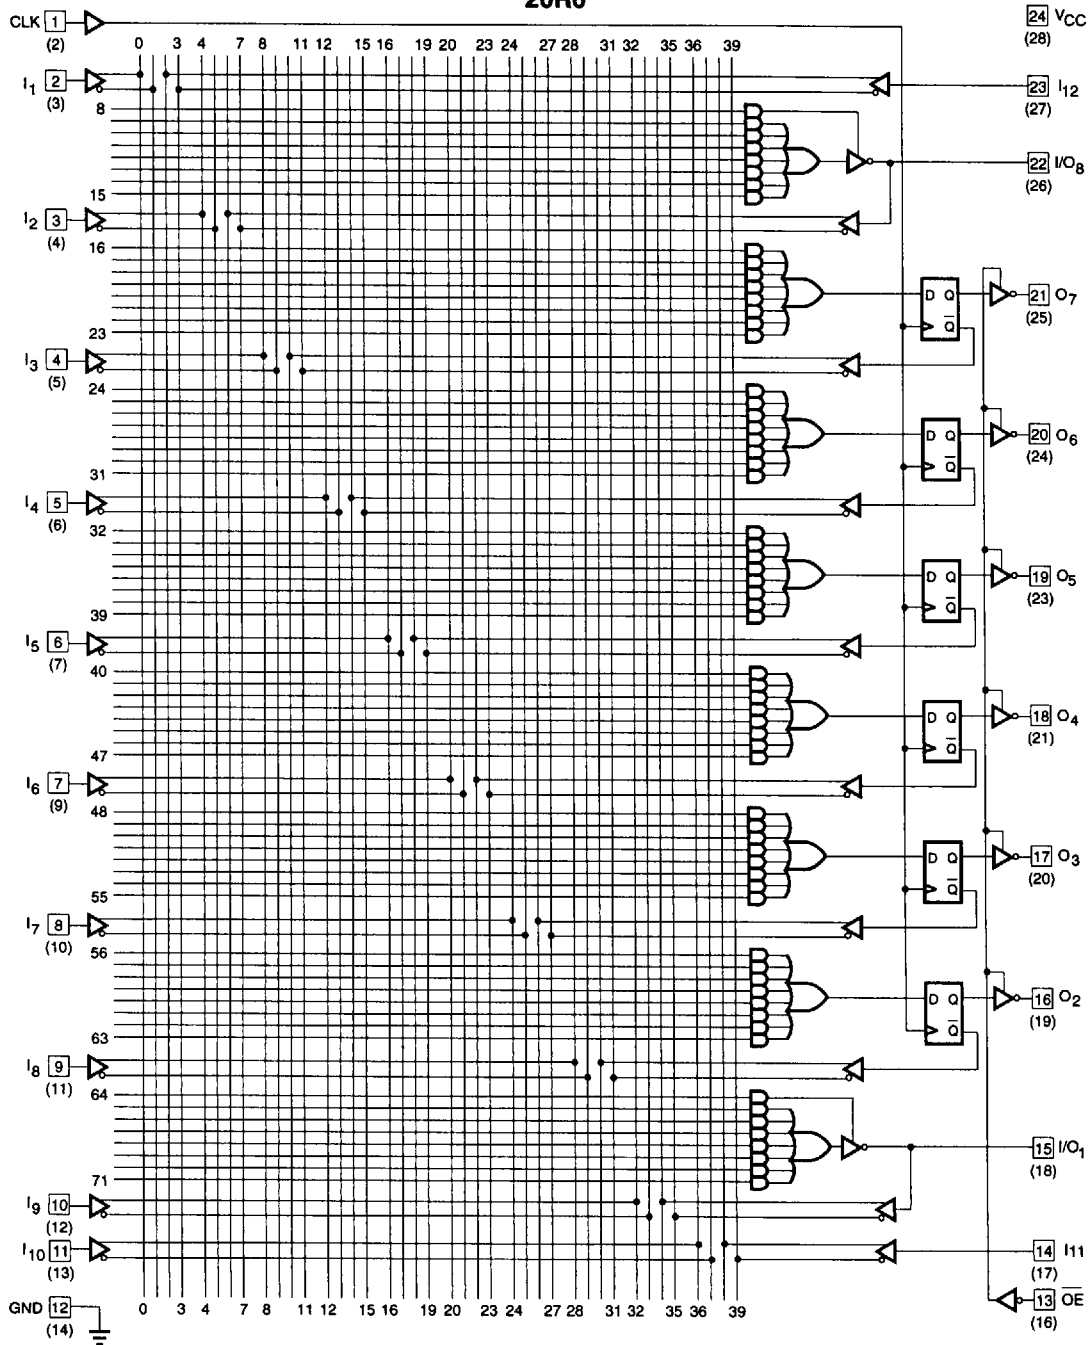 20R6
CLK 1 (2)
24 VCC (28)
0 3 4 7 8 11 12 15 16 19 20 23 24 27 28 31 32 35 36 39
I1 2 (3)
23 I12 (27)
8
22 I/O8 (26)
15
I2 3 (4)
16
D Q Q̅
21 O7 (25)
23
I3 4 (5)
24
D Q Q̅
20 O6 (24)
31
I4 5 (6)
32
D Q Q̅
19 O5 (23)
39
I5 6 (7)
40
D Q Q̅
18 O4 (21)
47
I6 7 (9)
48
D Q Q̅
17 O3 (20)
55
I7 8 (10)
56
D Q Q̅
16 O2 (19)
63
I8 9 (11)
64
15 I/O1 (18)
71
I9 10 (12)
I10 11 (13)
14 I11 (17)
GND 12 (14)
0 3 4 7 8 11 12 15 16 19 20 23 24 27 28 31 32 35 36 39
13 O̅E̅ (16)